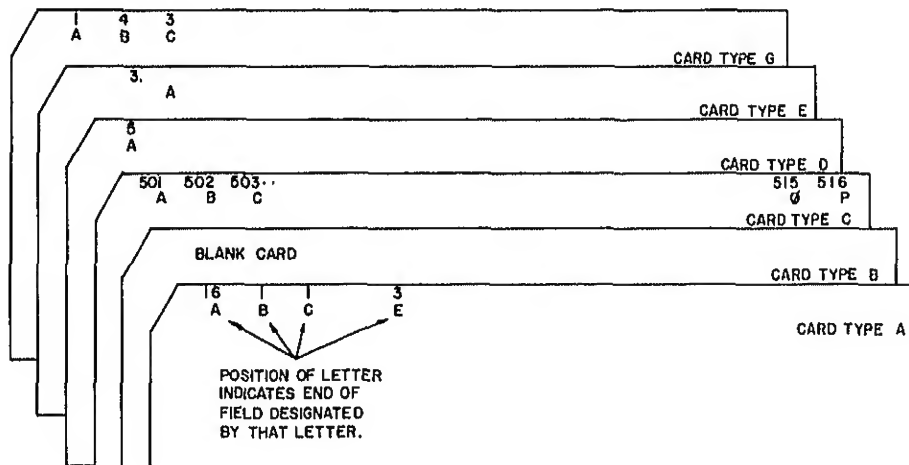 1 4 3
A B C
CARD TYPE G
3.
A
CARD TYPE E
A
CARD TYPE D
501 502 503··
515 516
A B C
Ø P
CARD TYPE C
BLANK CARD
CARD TYPE B
16 1 1 3
A B C E
CARD TYPE A
POSITION OF LETTER
INDICATES END OF
FIELD DESIGNATED
BY THAT LETTER.